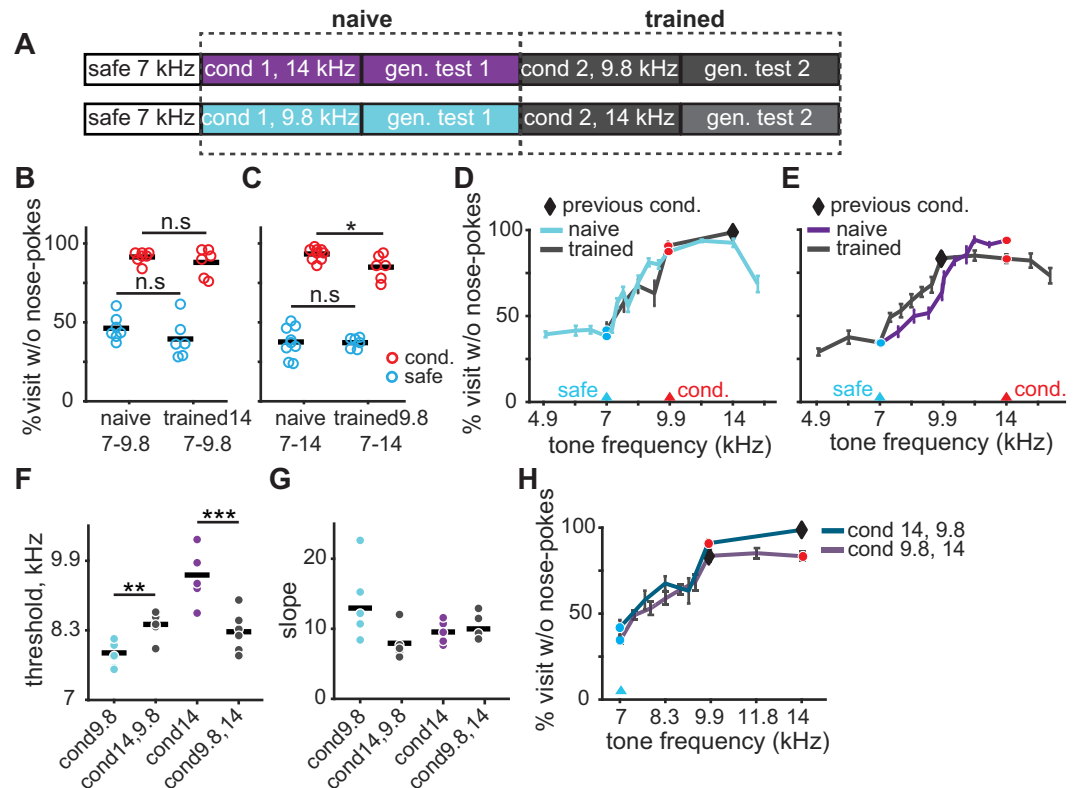 naive trained
A
safe 7 kHz cond 1, 14 kHz gen. test 1 cond 2, 9.8 kHz gen. test 2
safe 7 kHz cond 1, 9.8 kHz gen. test 1 cond 2, 14 kHz gen. test 2
B
%visit w/o nose-pokes
100
50
0
n.s
n.s
naive trained14
7-9.8 7-9.8
C
*
n.s
cond.
safe
naive trained9.8
7-14 7-14
D
% visit w/o nose-pokes
100
50
0
previous cond.
naive
trained
safe cond.
4.9 7 9.9 14
tone frequency (kHz)
E
previous cond.
naive
trained
safe cond.
4.9 7 9.9 14
tone frequency (kHz)
F
threshold, kHz
9.9
8.3
7
**
***
cond9.8
cond14,9.8
cond14
cond9.8, 14
G
slope
20
10
0
cond9.8
cond14,9.8
cond14
cond9.8, 14
H
% visit w/o nose-pokes
100
50
0
cond 14, 9.8
cond 9.8, 14
7 8.3 9.9 11.8 14
tone frequency (kHz)